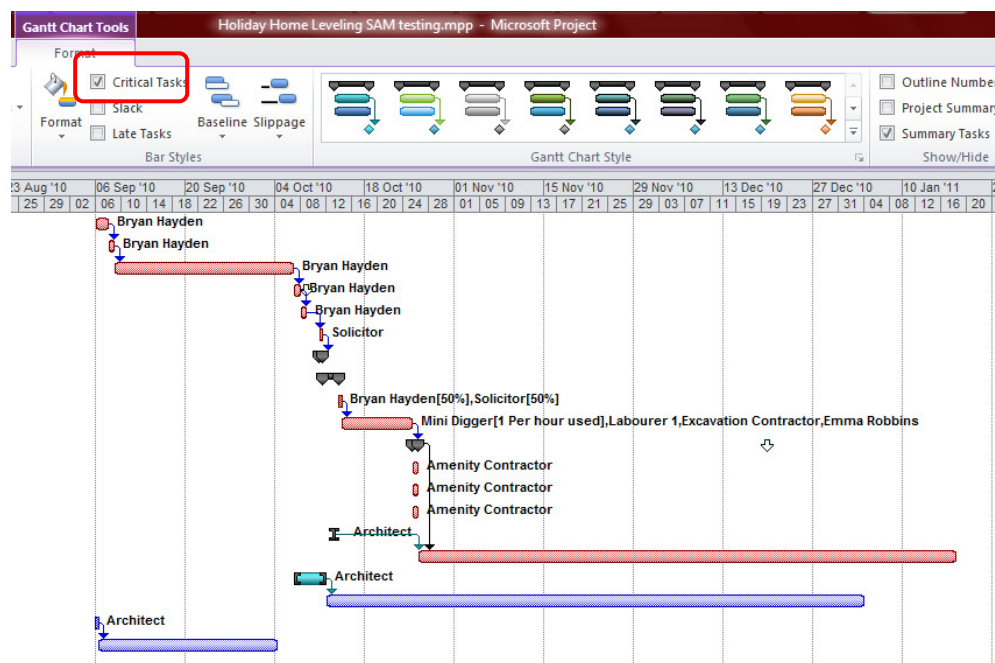 Gantt Chart Tools
Holiday Home Leveling SAM testing.mpp - Microsoft Project
Format
Format
Critical Tasks
Slack
Late Tasks
Baseline Slippage
Bar Styles
Gantt Chart Style
Outline Number
Project Summary
Summary Tasks
Show/Hide
23 Aug '10 06 Sep '10 20 Sep '10 04 Oct '10 18 Oct '10 01 Nov '10 15 Nov '10 29 Nov '10 13 Dec '10 27 Dec '10 10 Jan '11
25 29 02 06 10 14 18 22 26 30 04 08 12 16 20 24 28 01 05 09 13 17 21 25 29 03 07 11 15 19 23 27 31 04 08 12 16 20
Bryan Hayden
Bryan Hayden
Bryan Hayden
Bryan Hayden
Bryan Hayden
Solicitor
Bryan Hayden[50%],Solicitor[50%]
Mini Digger[1 Per hour used],Labourer 1,Excavation Contractor,Emma Robbins
Amenity Contractor
Amenity Contractor
Amenity Contractor
Architect
Architect
Architect